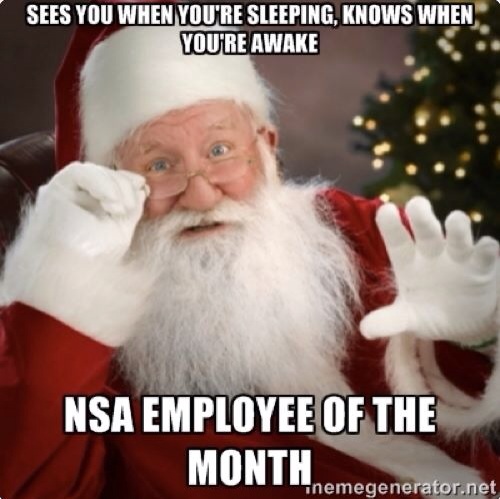 SEES YOU WHEN YOU'RE SLEEPING, KNOWS WHEN
YOU'RE AWAKE
NSA EMPLOYEE OF THE
MONTH
memegenerator.net